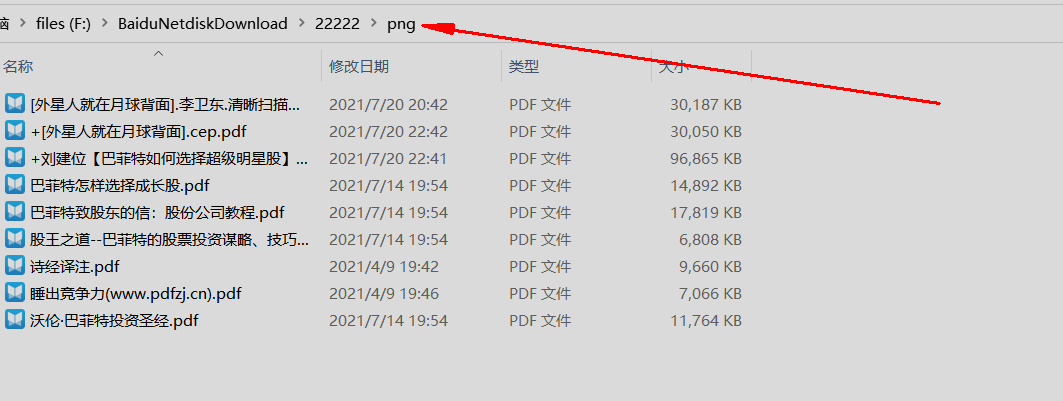 脑 > files (F:) > BaiduNetdiskDownload > 22222 > png
名称 修改日期 类型 大小
[外星人就在月球背面].李卫东.清晰扫描... 2021/7/20 20:42 PDF 文件 30,187 KB
+[外星人就在月球背面].cep.pdf 2021/7/20 22:42 PDF 文件 30,050 KB
+刘建位【巴菲特如何选择超级明星股】... 2021/7/20 22:41 PDF 文件 96,865 KB
巴菲特怎样选择成长股.pdf 2021/7/14 19:54 PDF 文件 14,892 KB
巴菲特致股东的信：股份公司教程.pdf 2021/7/14 19:54 PDF 文件 17,819 KB
股王之道--巴菲特的股票投资谋略、技巧... 2021/7/14 19:54 PDF 文件 6,808 KB
诗经译注.pdf 2021/4/9 19:42 PDF 文件 9,660 KB
睡出竞争力(www.pdfzj.cn).pdf 2021/4/9 19:46 PDF 文件 7,066 KB
沃伦·巴菲特投资圣经.pdf 2021/7/14 19:54 PDF 文件 11,764 KB